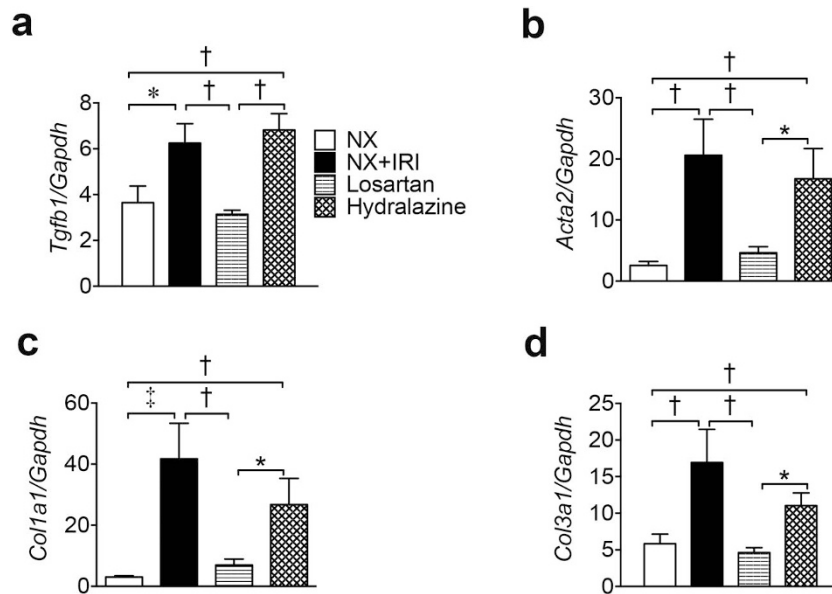 a
†
*
†
†
8
6
4
2
0
Tgfb1/Gapdh
NX
NX+IRI
Losartan
Hydralazine
b
†
†
†
*
30
20
10
0
Acta2/Gapdh
c
†
‡
†
*
60
40
20
0
Col1a1/Gapdh
d
†
†
†
*
25
20
15
10
5
0
Col3a1/Gapdh